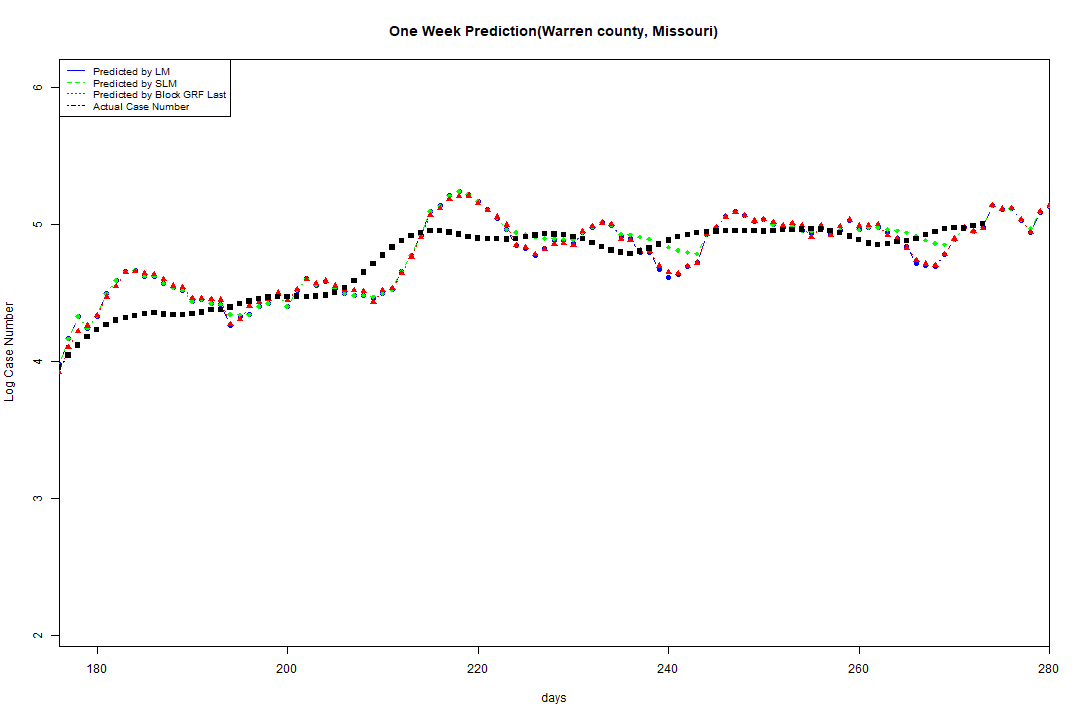 One Week Prediction(Warren county, Missouri)
Predicted by LM
Predicted by SLM
Predicted by Block GRF Last
Actual Case Number
6
5
4
3
2
Log Case Number
180 200 220 240 260 280
days